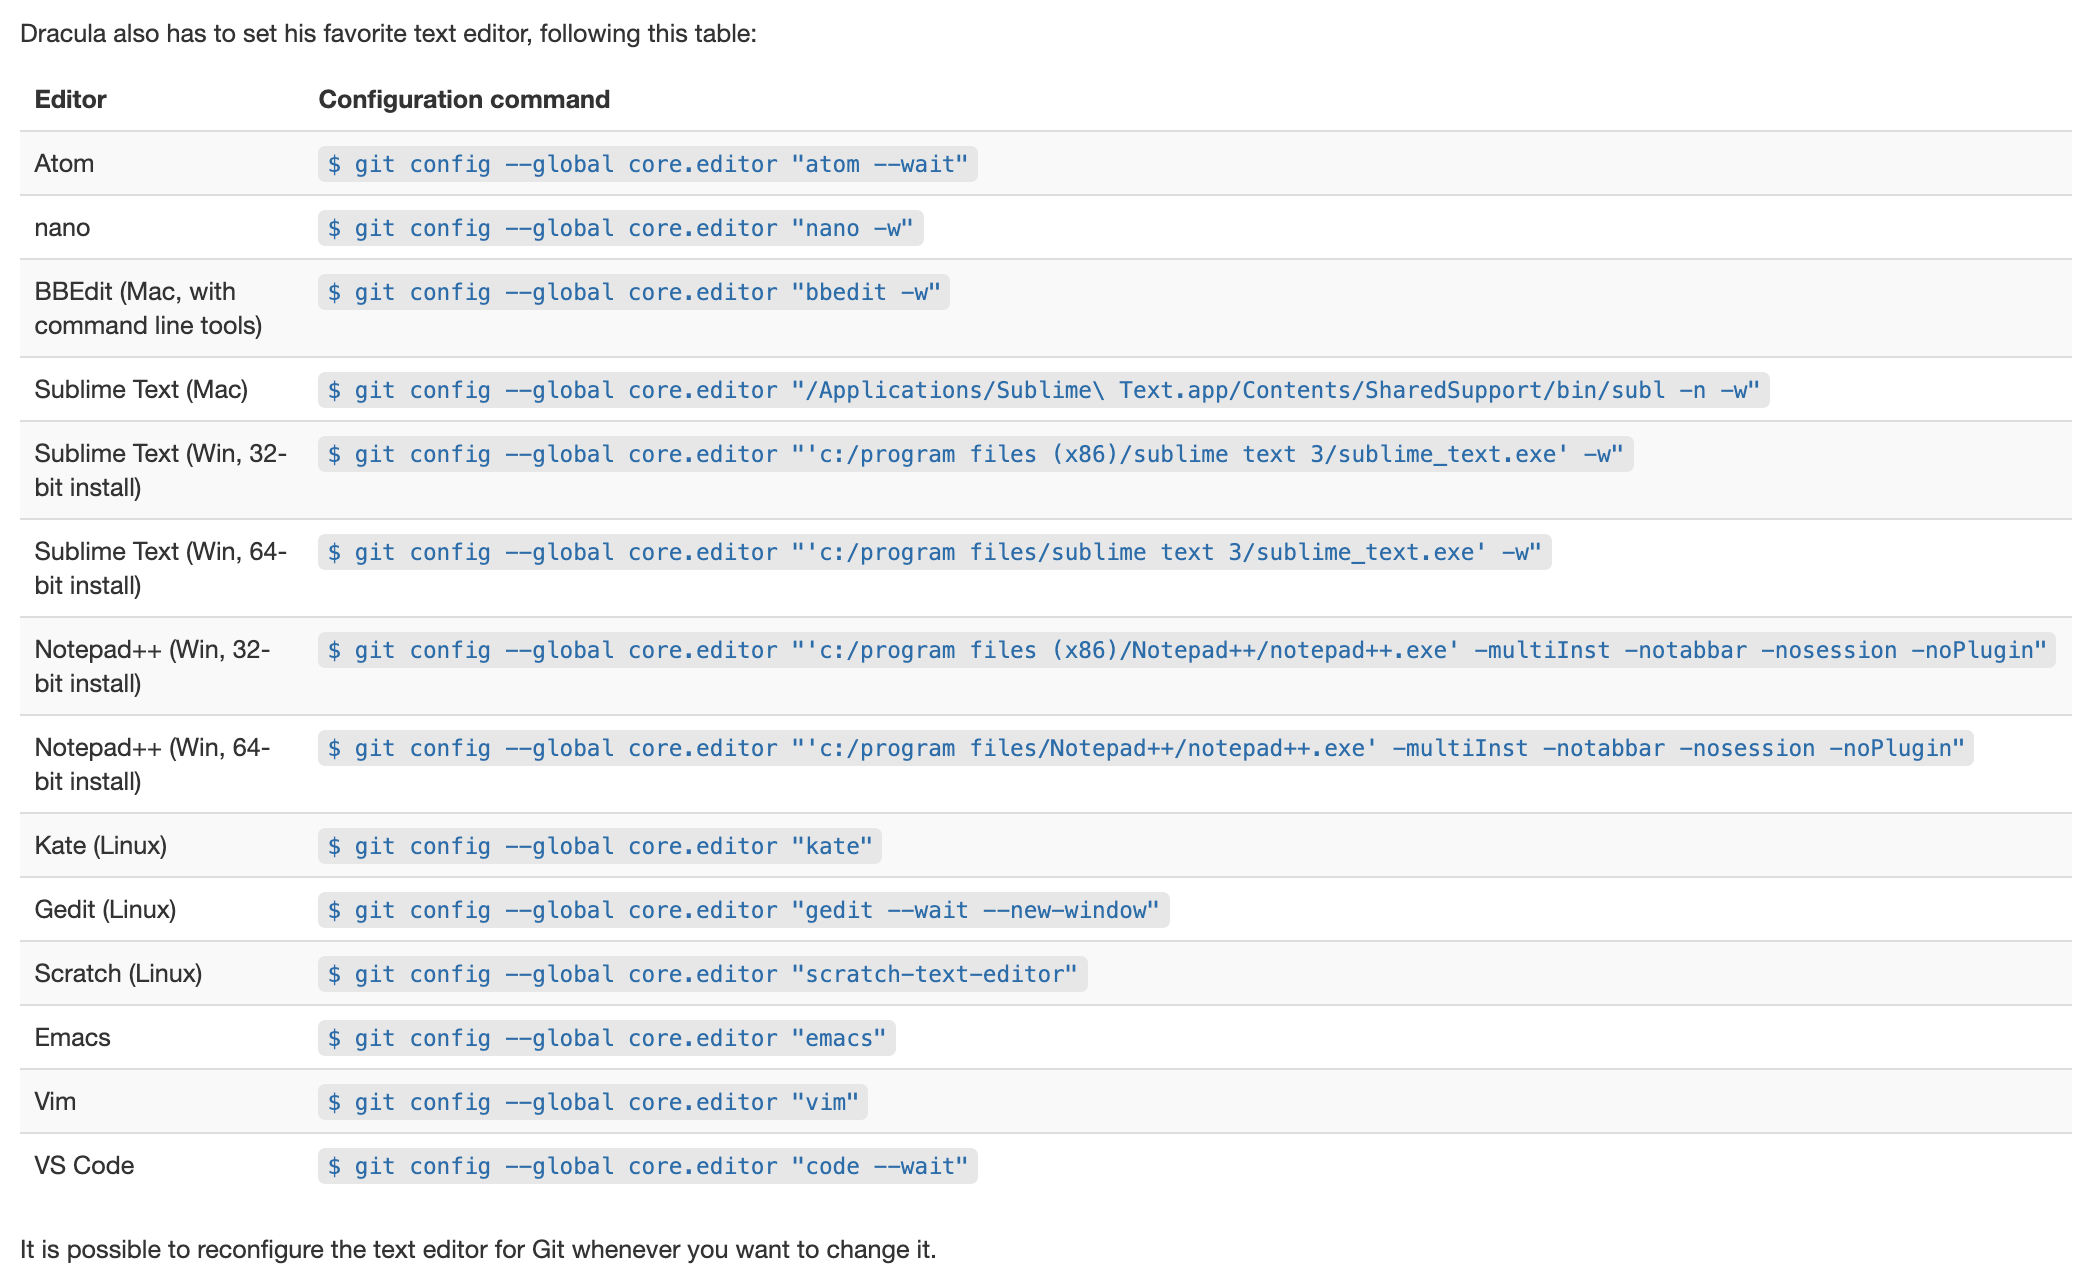 Dracula also has to set his favorite text editor, following this table:
Editor Configuration command
Atom $ git config --global core.editor "atom --wait"
nano $ git config --global core.editor "nano -w"
BBEdit (Mac, with $ git config --global core.editor "bbedit -w"
command line tools)
Sublime Text (Mac) $ git config --global core.editor "/Applications/Sublime\ Text.app/Contents/SharedSupport/bin/subl -n -w"
Sublime Text (Win, 32- $ git config --global core.editor "'c:/program files (x86)/sublime text 3/sublime_text.exe' -w"
bit install)
Sublime Text (Win, 64- $ git config --global core.editor "'c:/program files/sublime text 3/sublime_text.exe' -w"
bit install)
Notepad++ (Win, 32- $ git config --global core.editor "'c:/program files (x86)/Notepad++/notepad++.exe' -multiInst -notabbar -nosession -noPlugin"
bit install)
Notepad++ (Win, 64- $ git config --global core.editor "'c:/program files/Notepad++/notepad++.exe' -multiInst -notabbar -nosession -noPlugin"
bit install)
Kate (Linux) $ git config --global core.editor "kate"
Gedit (Linux) $ git config --global core.editor "gedit --wait --new-window"
Scratch (Linux) $ git config --global core.editor "scratch-text-editor"
Emacs $ git config --global core.editor "emacs"
Vim $ git config --global core.editor "vim"
VS Code $ git config --global core.editor "code --wait"
It is possible to reconfigure the text editor for Git whenever you want to change it.